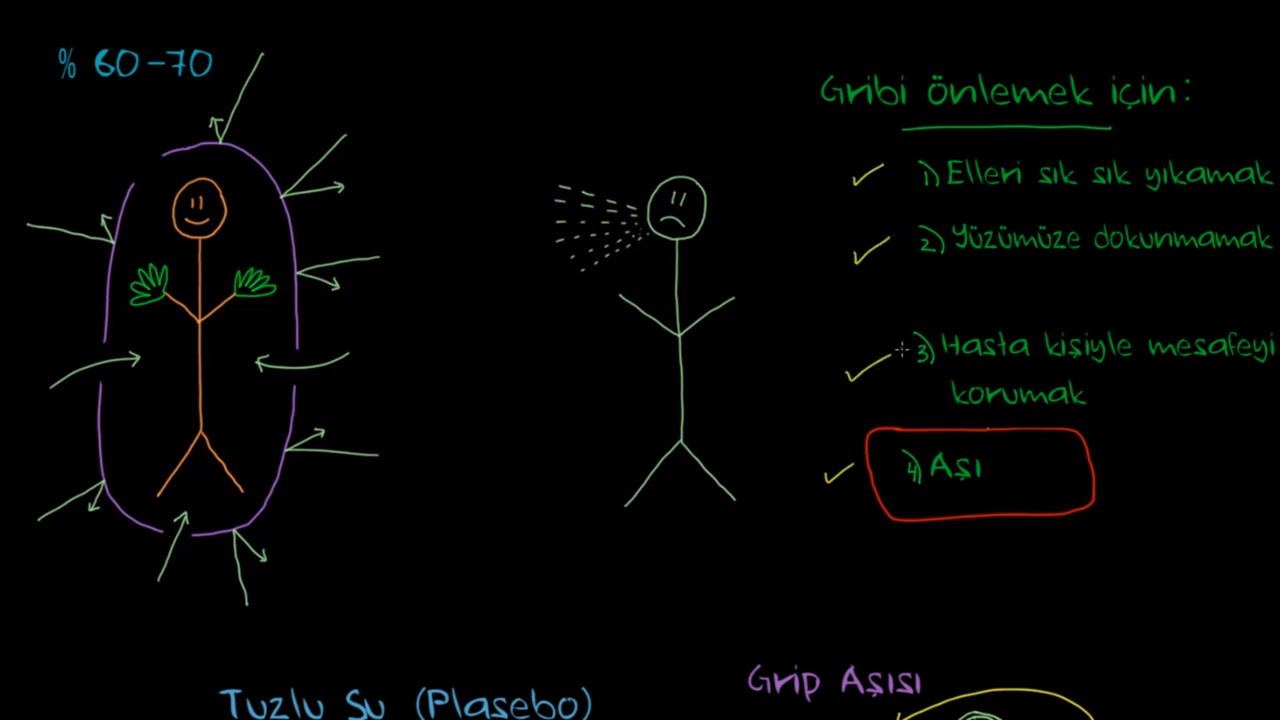 % 60-70
Gribi önlemek için:
1) Elleri sık sık yıkamak
2) Yüzümüze dokunmamak
3) Hasta kişiyle mesafeyi
korumak
4) Aşı
Grip Aşısı
Tuzlu Su (Plasebo)